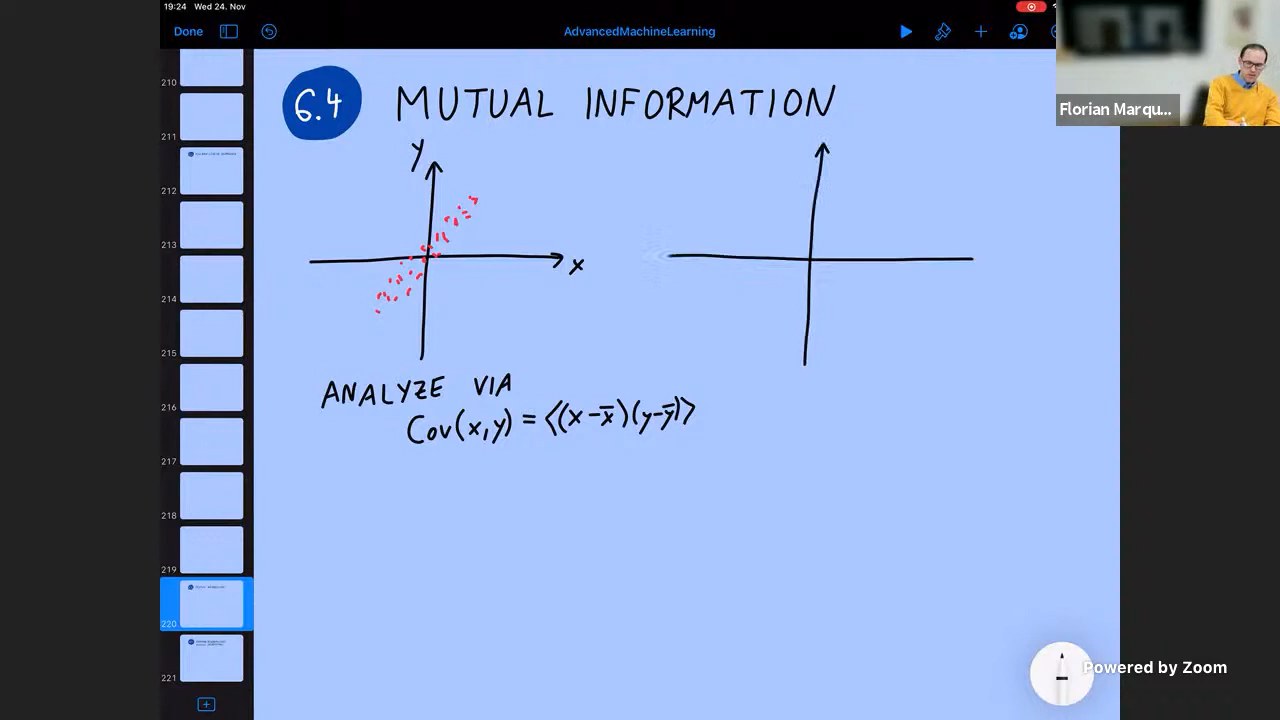 19:24 Wed 24. Nov
Done
AdvancedMachineLearning
Florian Marqu...
6.4 MUTUAL INFORMATION
y
x
ANALYZE VIA
Cov(x,y) = ⟨(x-x̄)(y-ȳ)⟩
210
211
212
213
214
215
216
217
218
219
220
221
Powered by Zoom